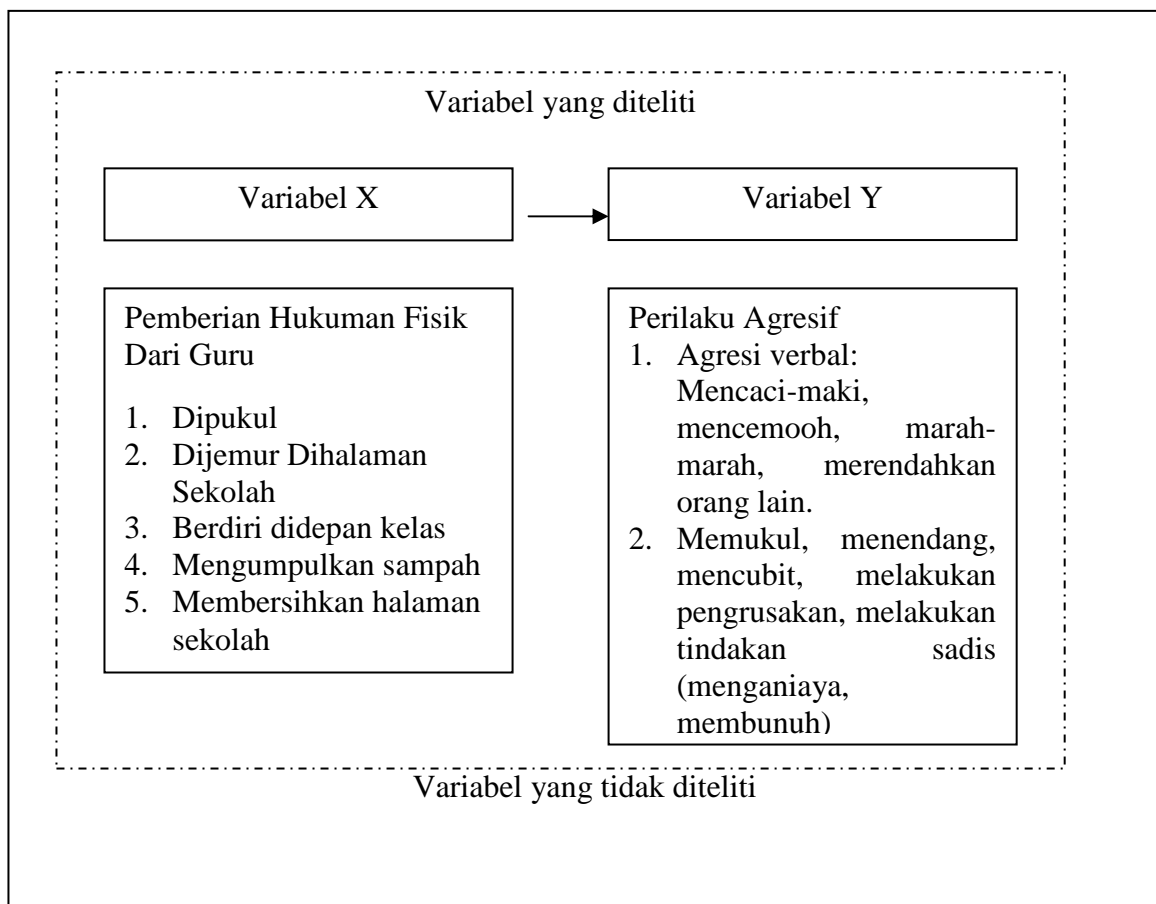 Variabel yang diteliti
Variabel X
Variabel Y
Pemberian Hukuman Fisik
Dari Guru
1. Dipukul
2. Dijemur Dihalaman
Sekolah
3. Berdiri didepan kelas
4. Mengumpulkan sampah
5. Membersihkan halaman
sekolah
Perilaku Agresif
1. Agresi verbal:
Mencaci-maki,
mencemooh, marah-
marah, merendahkan
orang lain.
2. Memukul, menendang,
mencubit, melakukan
pengrusakan, melakukan
tindakan sadis
(menganiaya,
membunuh)
Variabel yang tidak diteliti